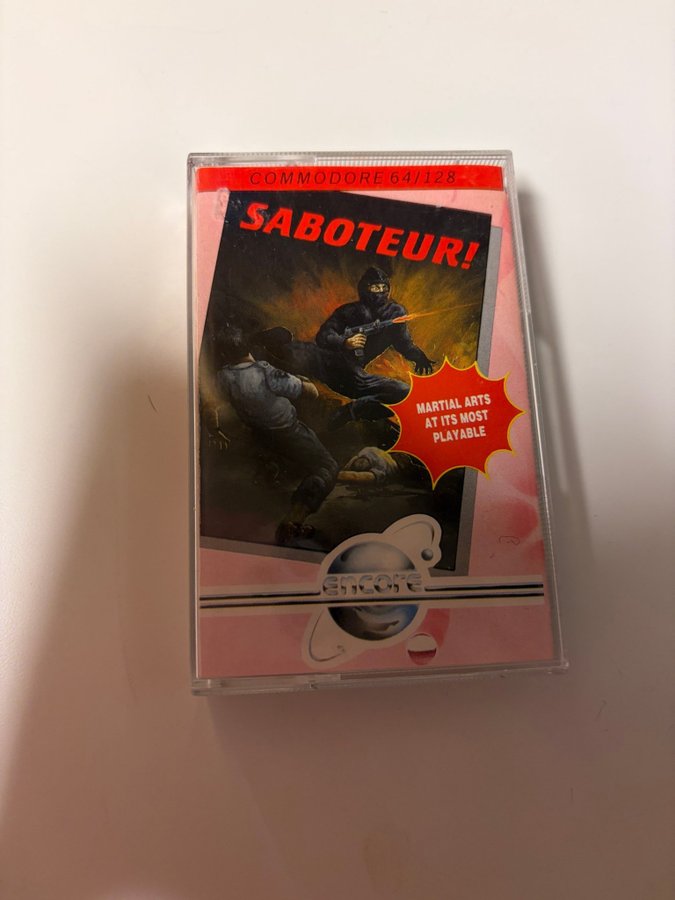 COMMODORE 64/128
SABOTEUR!
MARTIAL ARTS
AT ITS MOST
PLAYABLE
encore